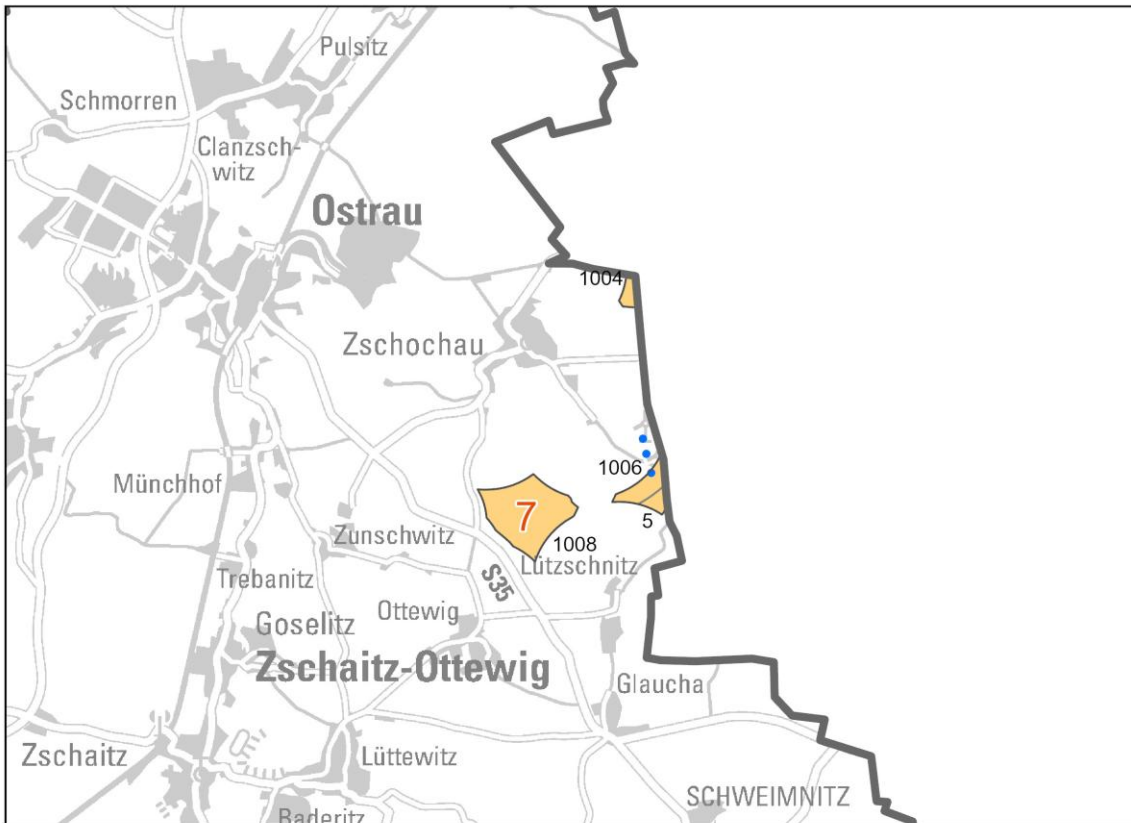 Pulsitz
Schmorren
Clanzsch-
witz
Ostrau
1004
Zschochau
1006
Münchhof
7
5
Zunschwitz
1008
Lützschnitz
Trebanitz
S35
Ottewig
Goselitz
Zschaitz-Ottewig
Glaucha
Zschaitz
Lüttewitz
SCHWEIMNITZ
Baderitz